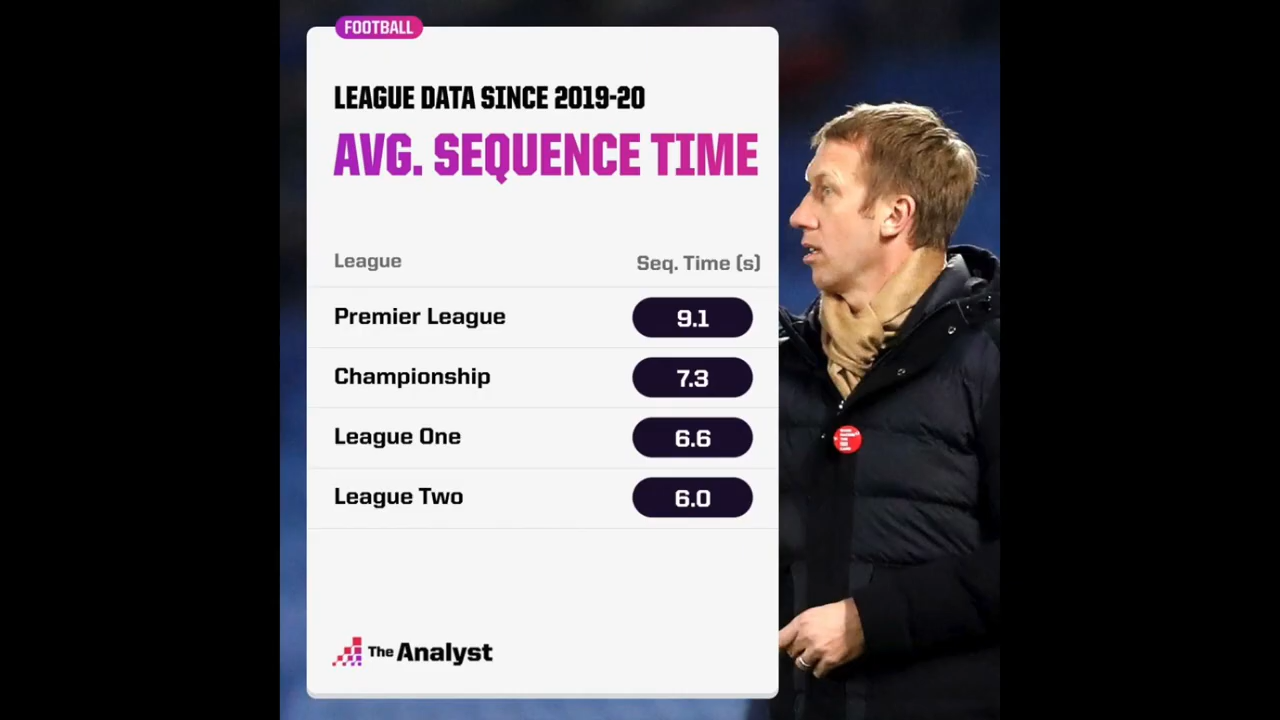 FOOTBALL
LEAGUE DATA SINCE 2019-20
AVG. SEQUENCE TIME
League Seq. Time (s)
Premier League 9.1
Championship 7.3
League One 6.6
League Two 6.0
The Analyst